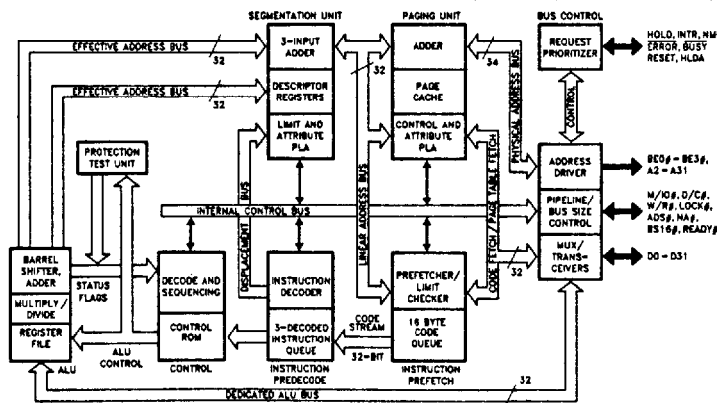 SEGMENTATION UNIT
PAGING UNIT
BUS CONTROL
3-INPUT
ADDER
ADDER
REQUEST
PRIORITIZER
HOLD, INTR, NMI
ERROR, BUSY
RESET, HLDA
EFFECTIVE ADDRESS BUS
32
32
34
EFFECTIVE ADDRESS BUS
32
DESCRIPTOR
REGISTERS
PAGE
CACHE
PHYSICAL ADDRESS BUS
CONTROL
LIMIT AND
ATTRIBUTE
PLA
CONTROL AND
ATTRIBUTE
PLA
PROTECTION
TEST UNIT
ADDRESS
DRIVER
BE0# - BE3#,
A2 - A31
INTERNAL CONTROL BUS
DISPLACEMENT BUS
LINEAR ADDRESS BUS
CODE FETCH / PAGE TABLE FETCH
PIPELINE/
BUS SIZE
CONTROL
M/IO#, D/C#,
W/R#, LOCK#,
ADS#, NA#,
BS16#, READY#
BARREL
SHIFTER,
ADDER
STATUS
FLAGS
DECODE AND
SEQUENCING
INSTRUCTION
DECODER
PREFETCHER/
LIMIT
CHECKER
32
MUX/
TRANS-
CEIVERS
D0 - D31
MULTIPLY/
DIVIDE
REGISTER
FILE
CONTROL
ROM
3-DECODED
INSTRUCTION
QUEUE
CODE
STREAM
32-BIT
16 BYTE
CODE
QUEUE
ALU
ALU
CONTROL
CONTROL
INSTRUCTION
PREDECODE
INSTRUCTION
PREFETCH
DEDICATED ALU BUS
32